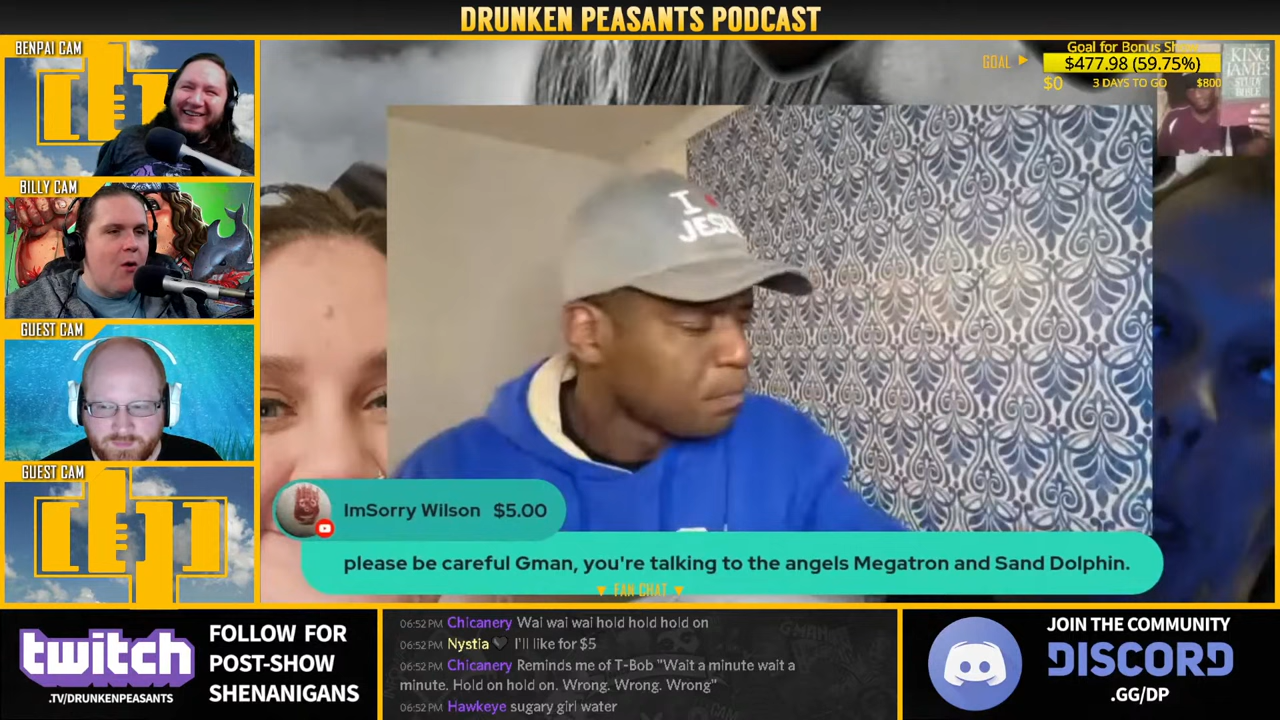 DRUNKEN PEASANTS PODCAST
BENPAI CAM
BILLY CAM
GUEST CAM
GUEST CAM
GOAL
Goal for Bonus Sh
$477.98 (59.75%)
$0 3 DAYS TO GO $800
KING
JAMES
STUDY
BIBLE
I
JESU
ImSorry Wilson $5.00
please be careful Gman, you're talking to the angels Megatron and Sand Dolphin.
FAN CHAT
twitch
.TV/DRUNKENPEASANTS
FOLLOW FOR
POST-SHOW
SHENANIGANS
06:52 PM Chicanery Wai wai wai hold hold hold on
06:52 PM Nystia 🖤 I'll like for $5
06:52 PM Chicanery Reminds me of T-Bob "Wait a minute wait a
minute. Hold on hold on. Wrong. Wrong. Wrong"
06:52 PM Hawkeye sugary girl water
JOIN THE COMMUNITY
DISCORD
.GG/DP